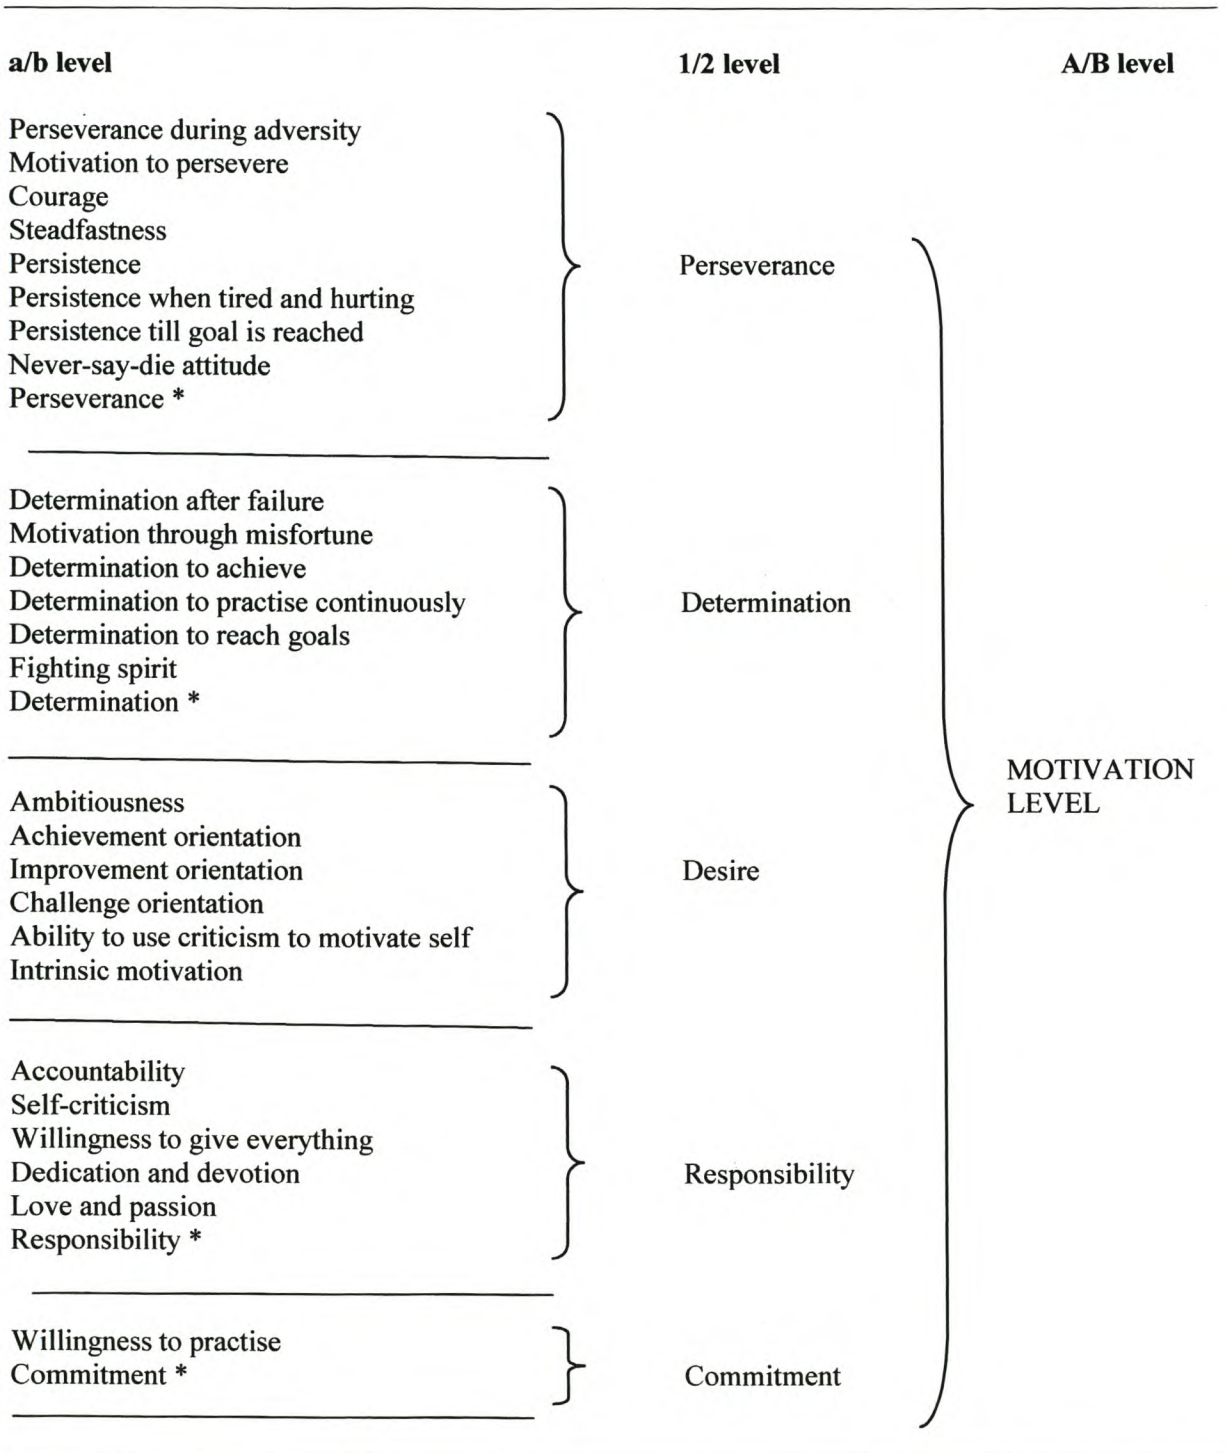 a/b level 1/2 level A/B level
Perseverance during adversity
Motivation to persevere
Courage
Steadfastness
Persistence
Perseverance
Persistence when tired and hurting
Persistence till goal is reached
Never-say-die attitude
Perseverance *
Determination after failure
Motivation through misfortune
Determination to achieve
Determination to practise continuously
Determination
Determination to reach goals
Fighting spirit
Determination *
MOTIVATION
LEVEL
Ambitiousness
Achievement orientation
Improvement orientation
Desire
Challenge orientation
Ability to use criticism to motivate self
Intrinsic motivation
Accountability
Self-criticism
Willingness to give everything
Dedication and devotion
Responsibility
Love and passion
Responsibility *
Willingness to practise
Commitment *
Commitment